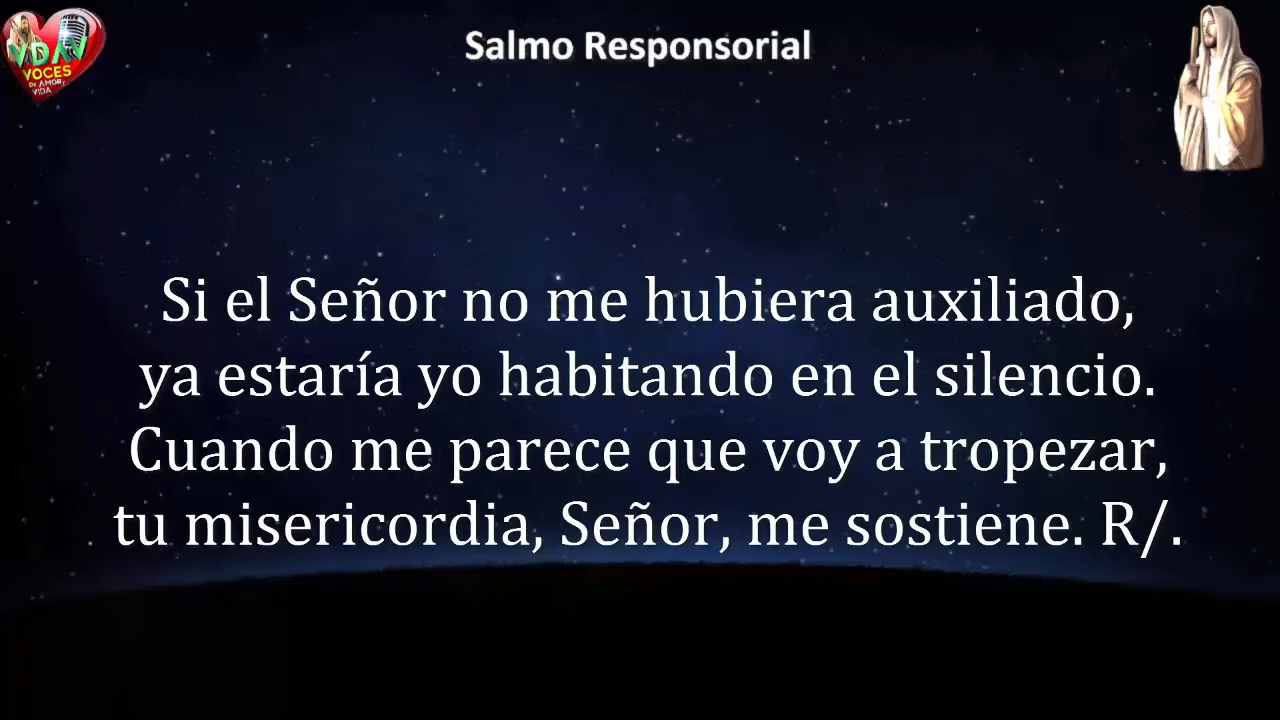 Salmo Responsorial
VDAV
VOCES
DE AMOR Y
VIDA
Si el Señor no me hubiera auxiliado,
ya estaría yo habitando en el silencio.
Cuando me parece que voy a tropezar,
tu misericordia, Señor, me sostiene. R/.